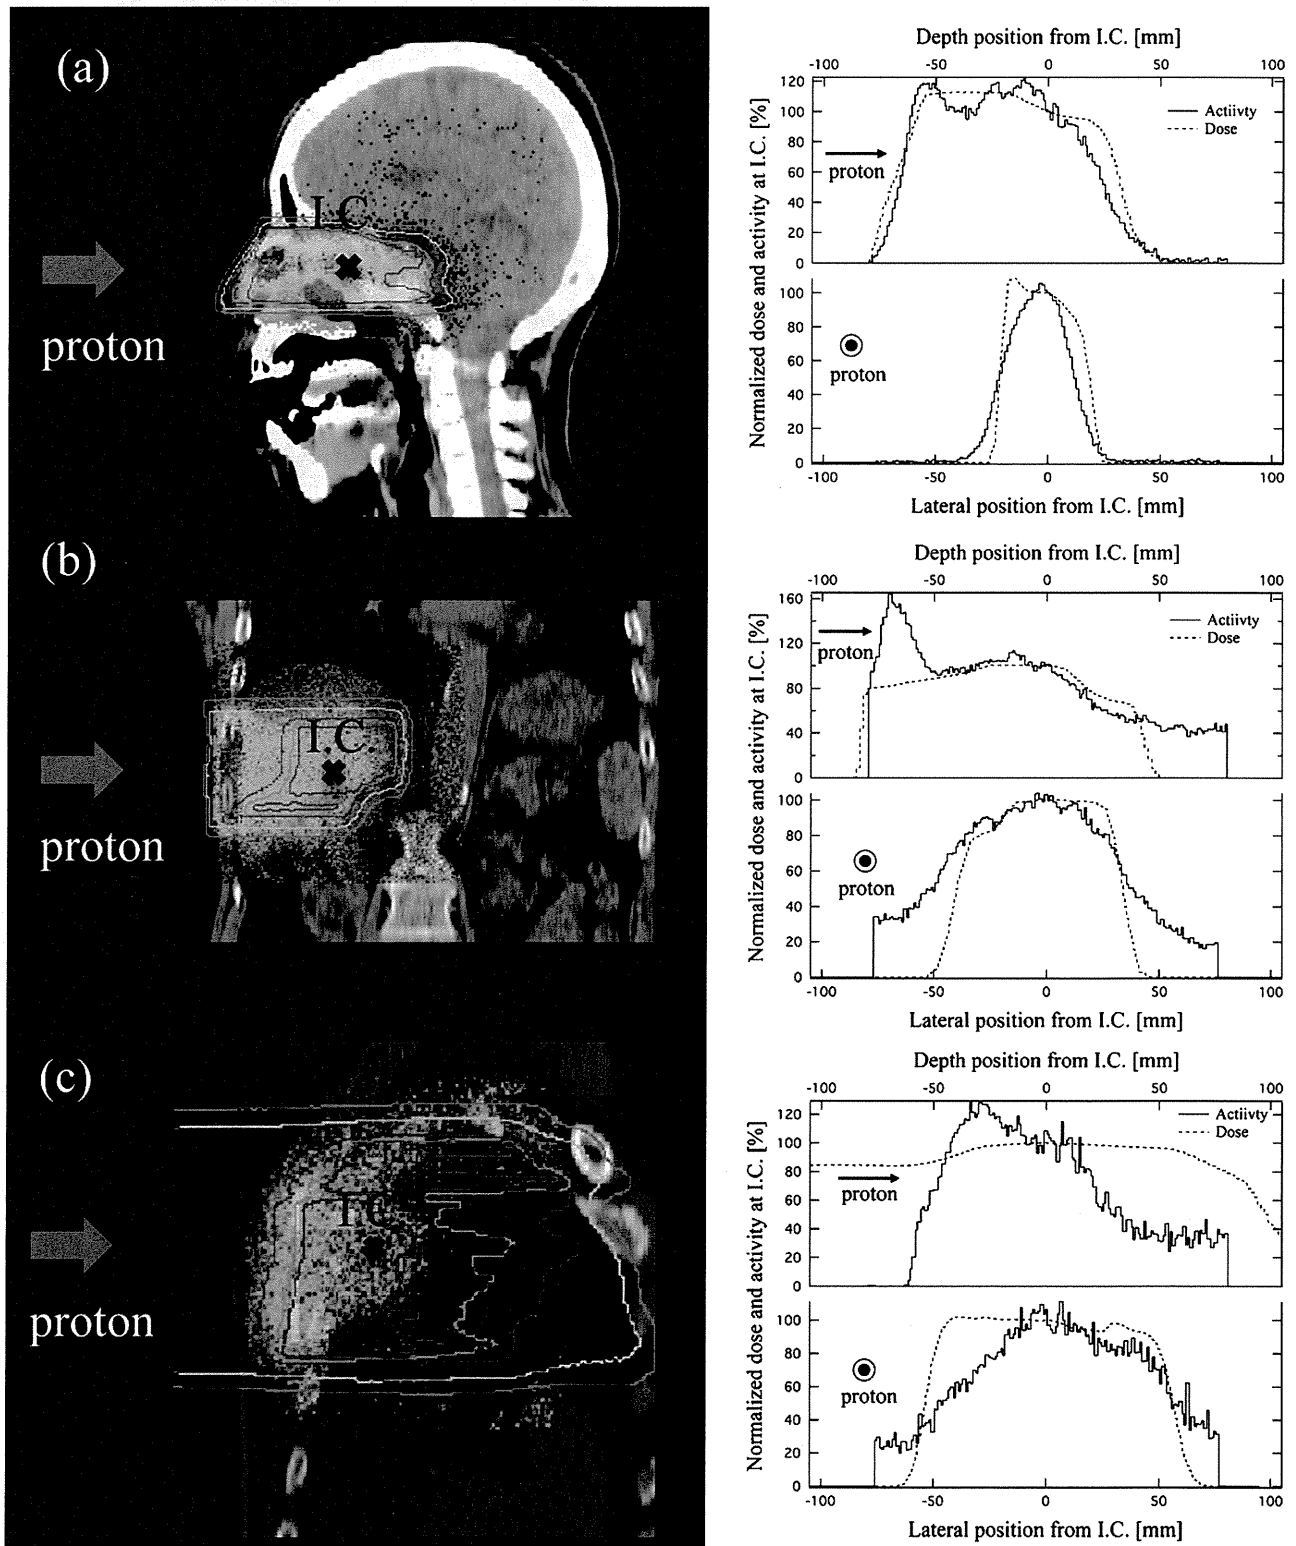 (a)
I.C.
proton
Depth position from I.C. [mm]
-100 -50 0 50 100
120
100
80
60
40
20
0
Actiivty
Dose
proton
100
80
60
40
20
0
proton
-100 -50 0 50 100
Lateral position from I.C. [mm]
Normalized dose and activity at I.C. [%]
(b)
I.C.
proton
Depth position from I.C. [mm]
-100 -50 0 50 100
160
120
80
40
0
Actiivty
Dose
proton
100
80
60
40
20
0
proton
-100 -50 0 50 100
Lateral position from I.C. [mm]
Normalized dose and activity at I.C. [%]
(c)
I.C.
proton
Depth position from I.C. [mm]
-100 -50 0 50 100
120
100
80
60
40
20
0
Actiivty
Dose
proton
100
80
60
40
20
0
proton
-100 -50 0 50 100
Lateral position from I.C. [mm]
Normalized dose and activity at I.C. [%]